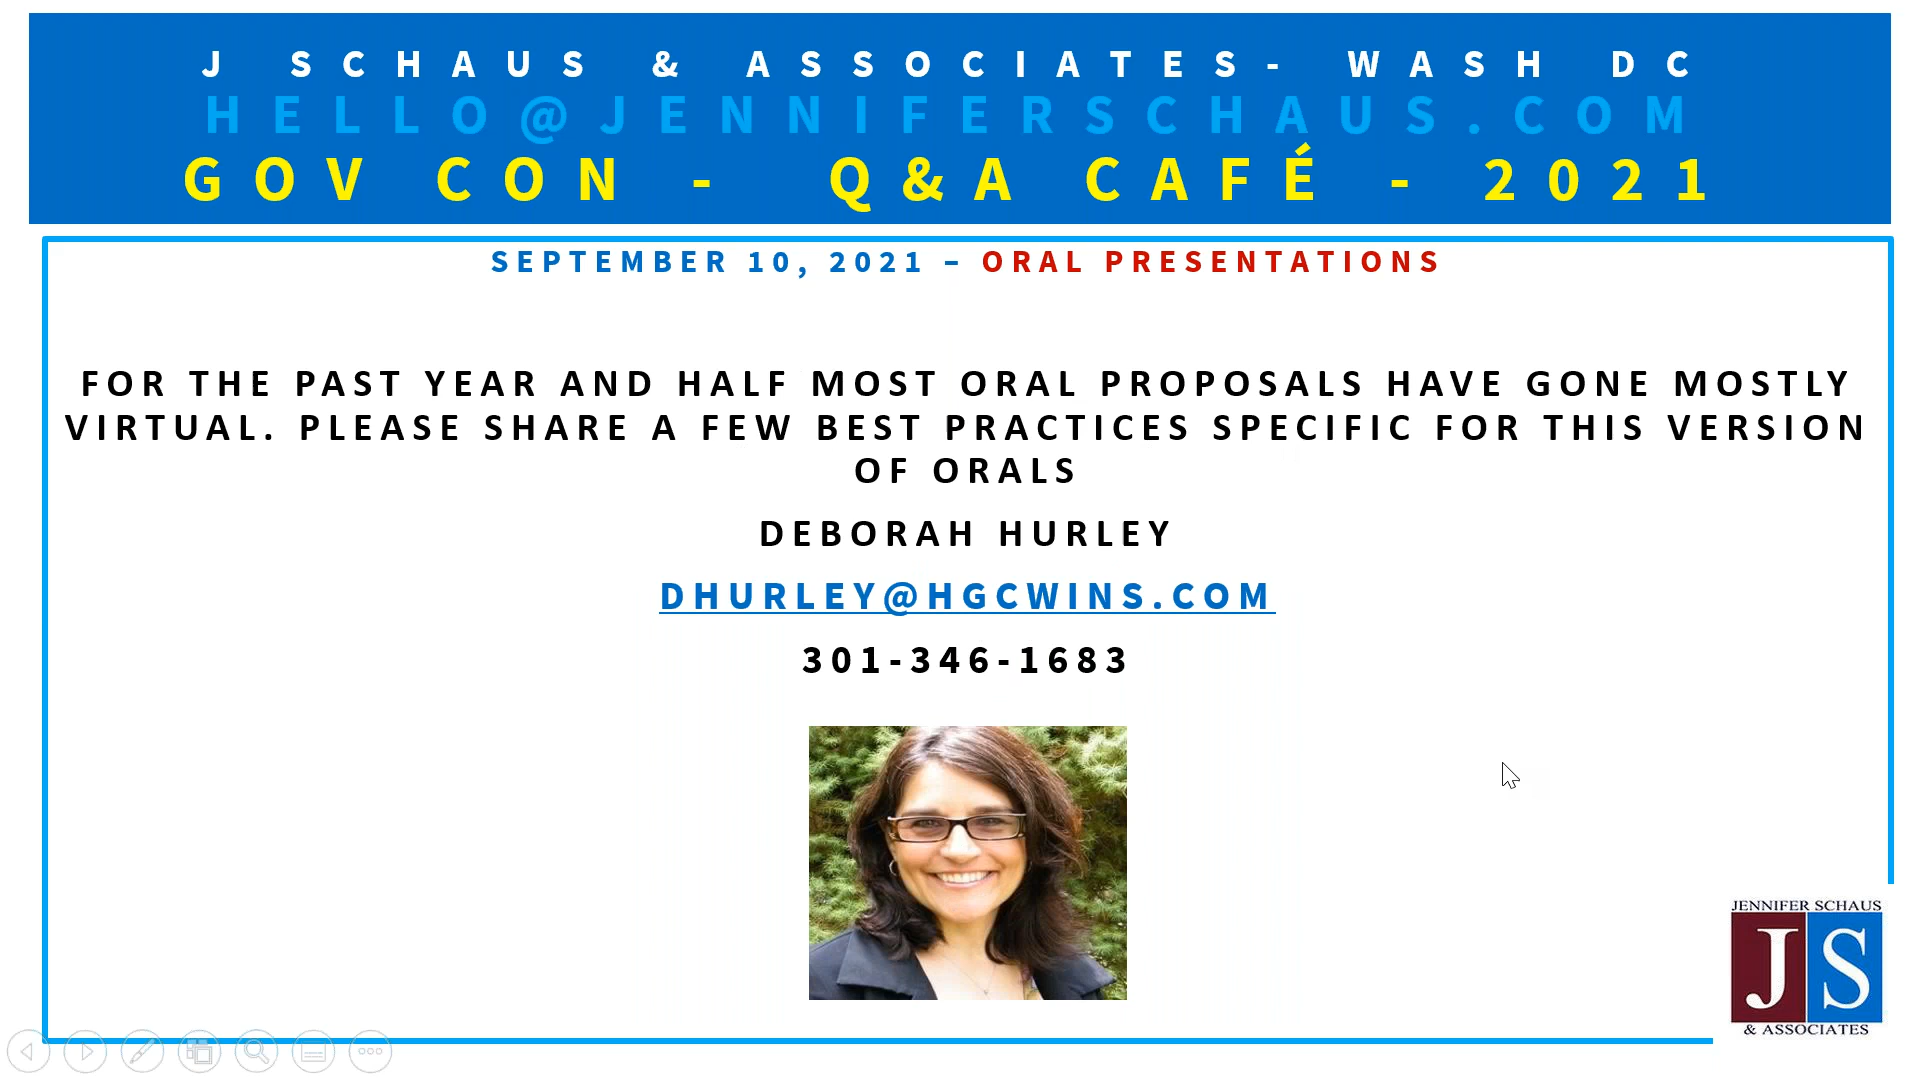 J SCHAUS & ASSOCIATES- WASH DC
HELLO@JENNIFERSCHAUS.COM
GOV CON - Q&A CAFÉ - 2021
SEPTEMBER 10, 2021 – ORAL PRESENTATIONS
FOR THE PAST YEAR AND HALF MOST ORAL PROPOSALS HAVE GONE MOSTLY
VIRTUAL. PLEASE SHARE A FEW BEST PRACTICES SPECIFIC FOR THIS VERSION
OF ORALS
DEBORAH HURLEY
DHURLEY@HGCWINS.COM
301-346-1683
JENNIFER SCHAUS
JS
& ASSOCIATES